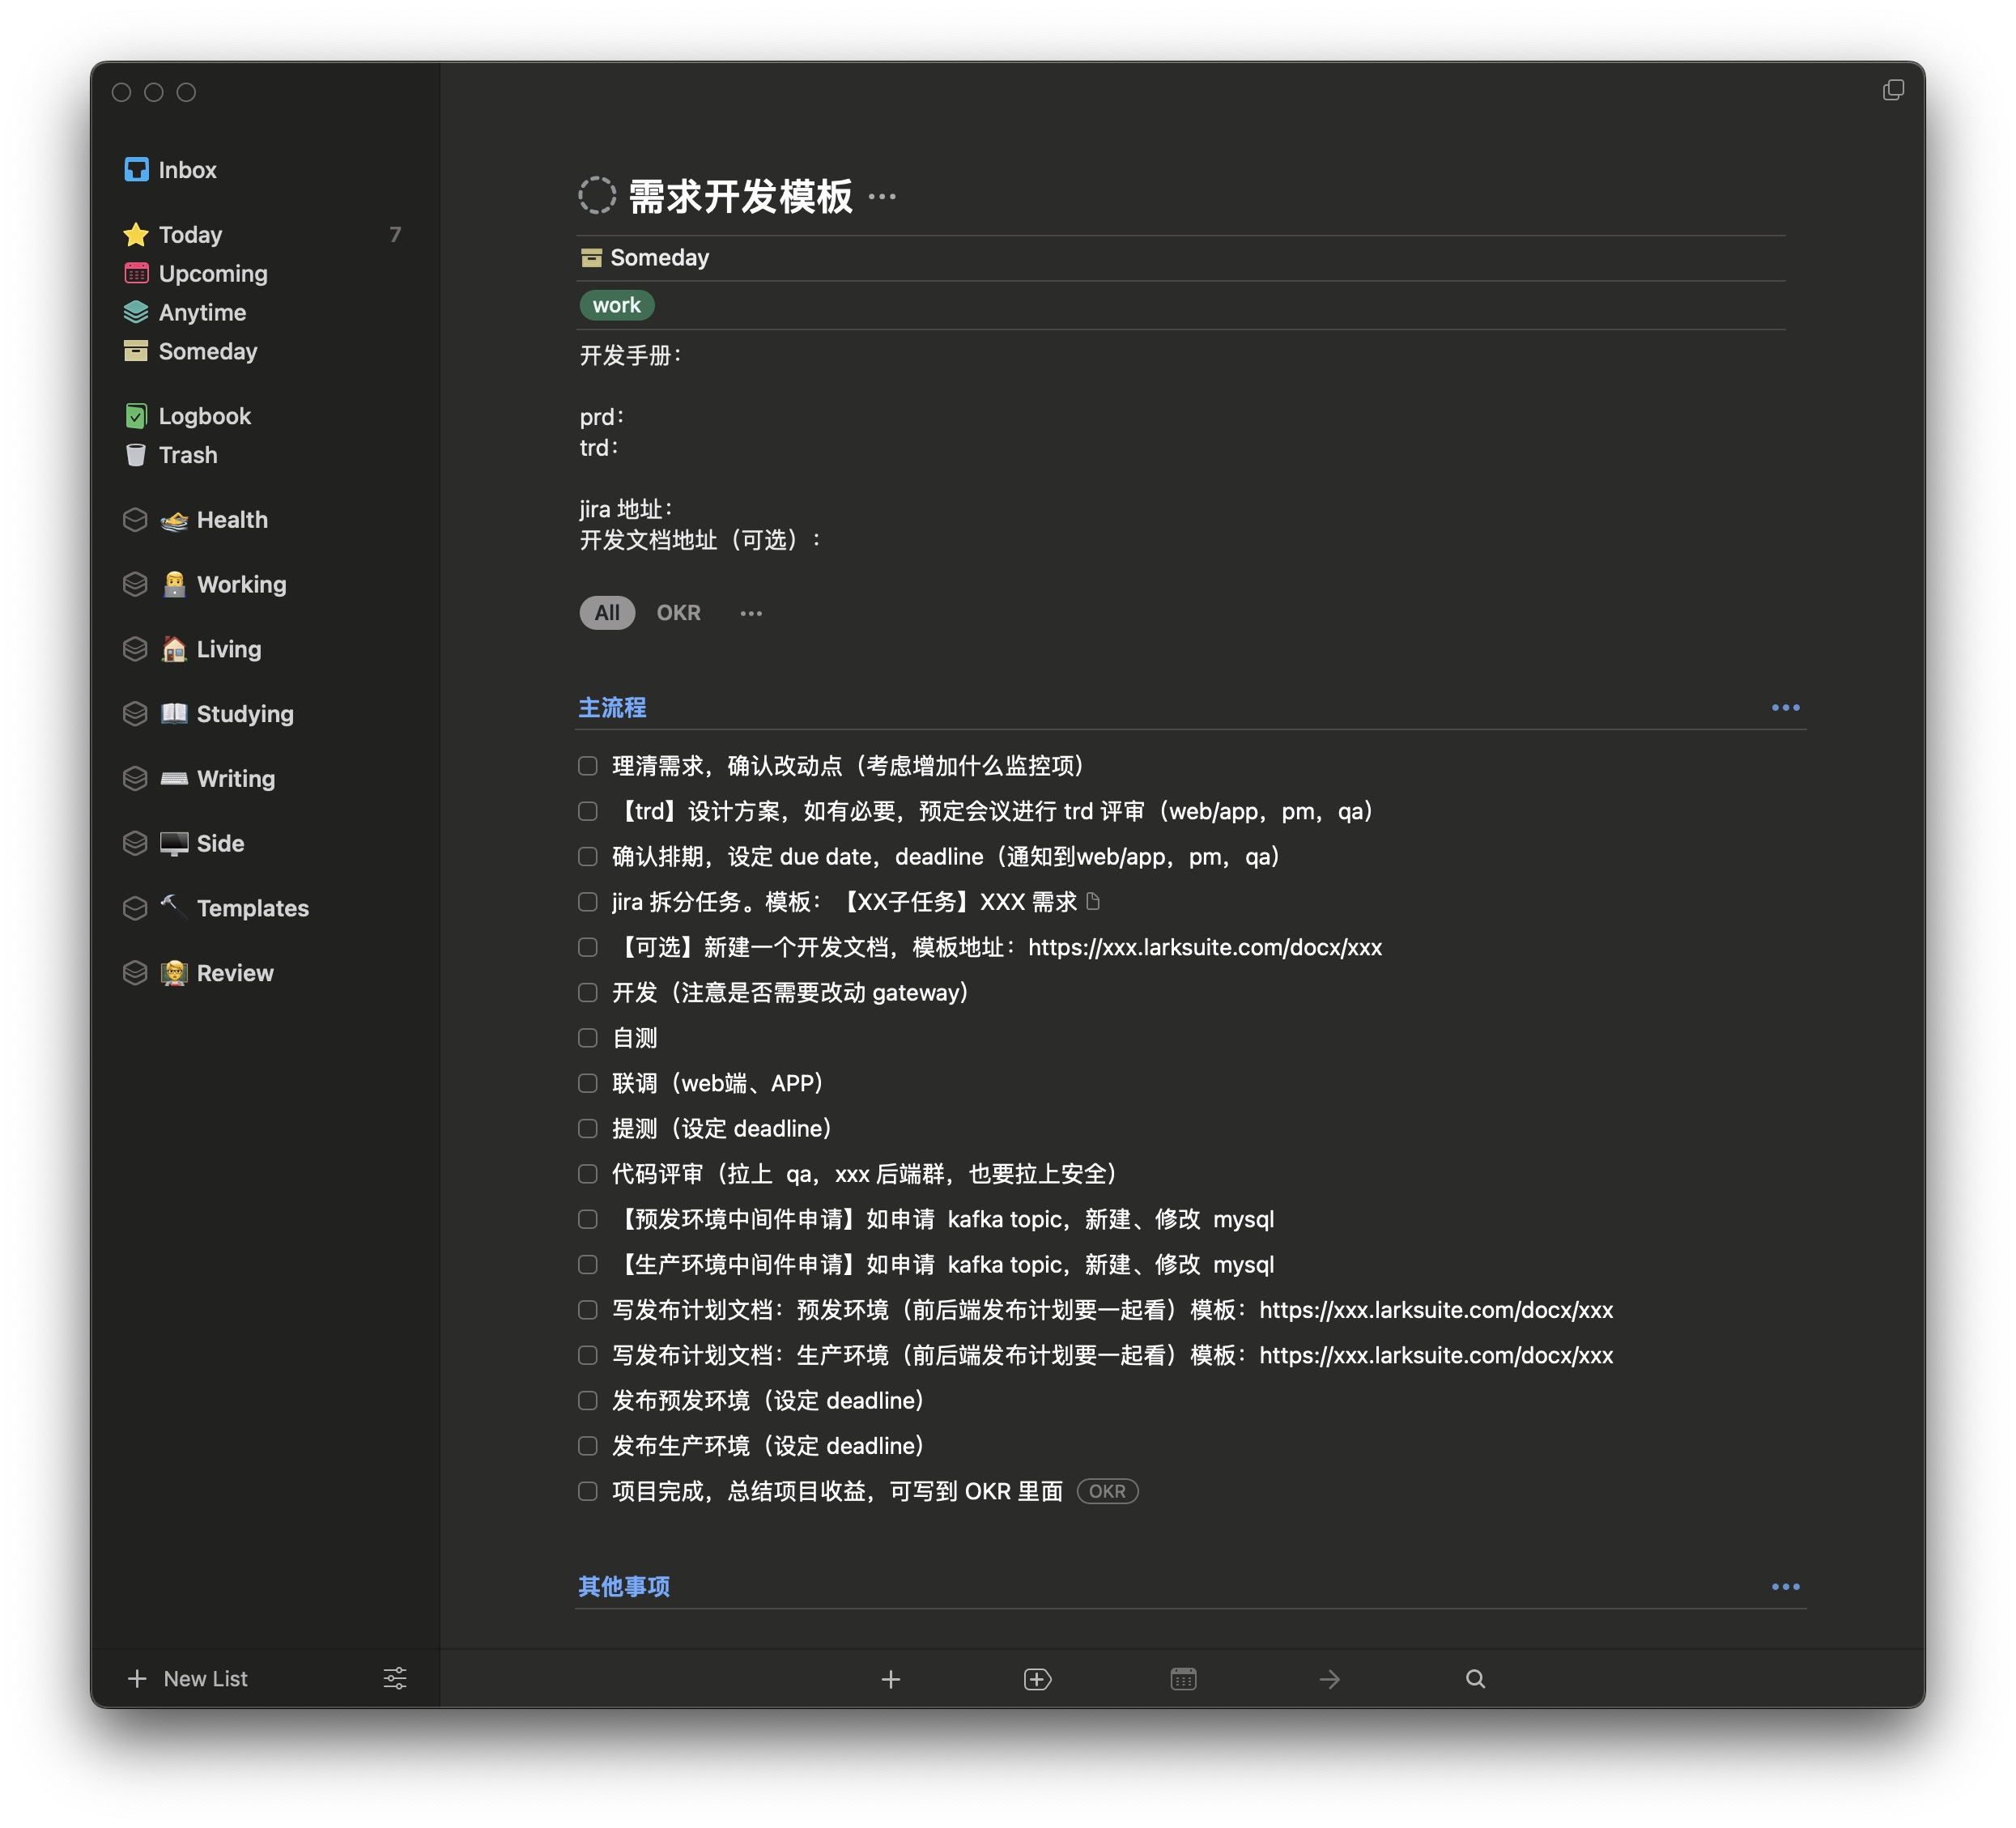 Inbox
Today 7
Upcoming
Anytime
Someday
Logbook
Trash
Health
Working
Living
Studying
Writing
Side
Templates
Review
New List
需求开发模板
Someday
work
开发手册：
prd：
trd：
jira 地址：
开发文档地址（可选）：
All OKR
主流程
理清需求，确认改动点（考虑增加什么监控项）
【trd】设计方案，如有必要，预定会议进行 trd 评审（web/app，pm，qa）
确认排期，设定 due date，deadline（通知到web/app，pm，qa）
jira 拆分任务。模板：【XX子任务】XXX 需求
【可选】新建一个开发文档，模板地址：https://xxx.larksuite.com/docx/xxx
开发（注意是否需要改动 gateway）
自测
联调（web端、APP）
提测（设定 deadline）
代码评审（拉上 qa，xxx 后端群，也要拉上安全）
【预发环境中间件申请】如申请 kafka topic，新建、修改 mysql
【生产环境中间件申请】如申请 kafka topic，新建、修改 mysql
写发布计划文档：预发环境（前后端发布计划要一起看）模板：https://xxx.larksuite.com/docx/xxx
写发布计划文档：生产环境（前后端发布计划要一起看）模板：https://xxx.larksuite.com/docx/xxx
发布预发环境（设定 deadline）
发布生产环境（设定 deadline）
项目完成，总结项目收益，可写到 OKR 里面 OKR
其他事项